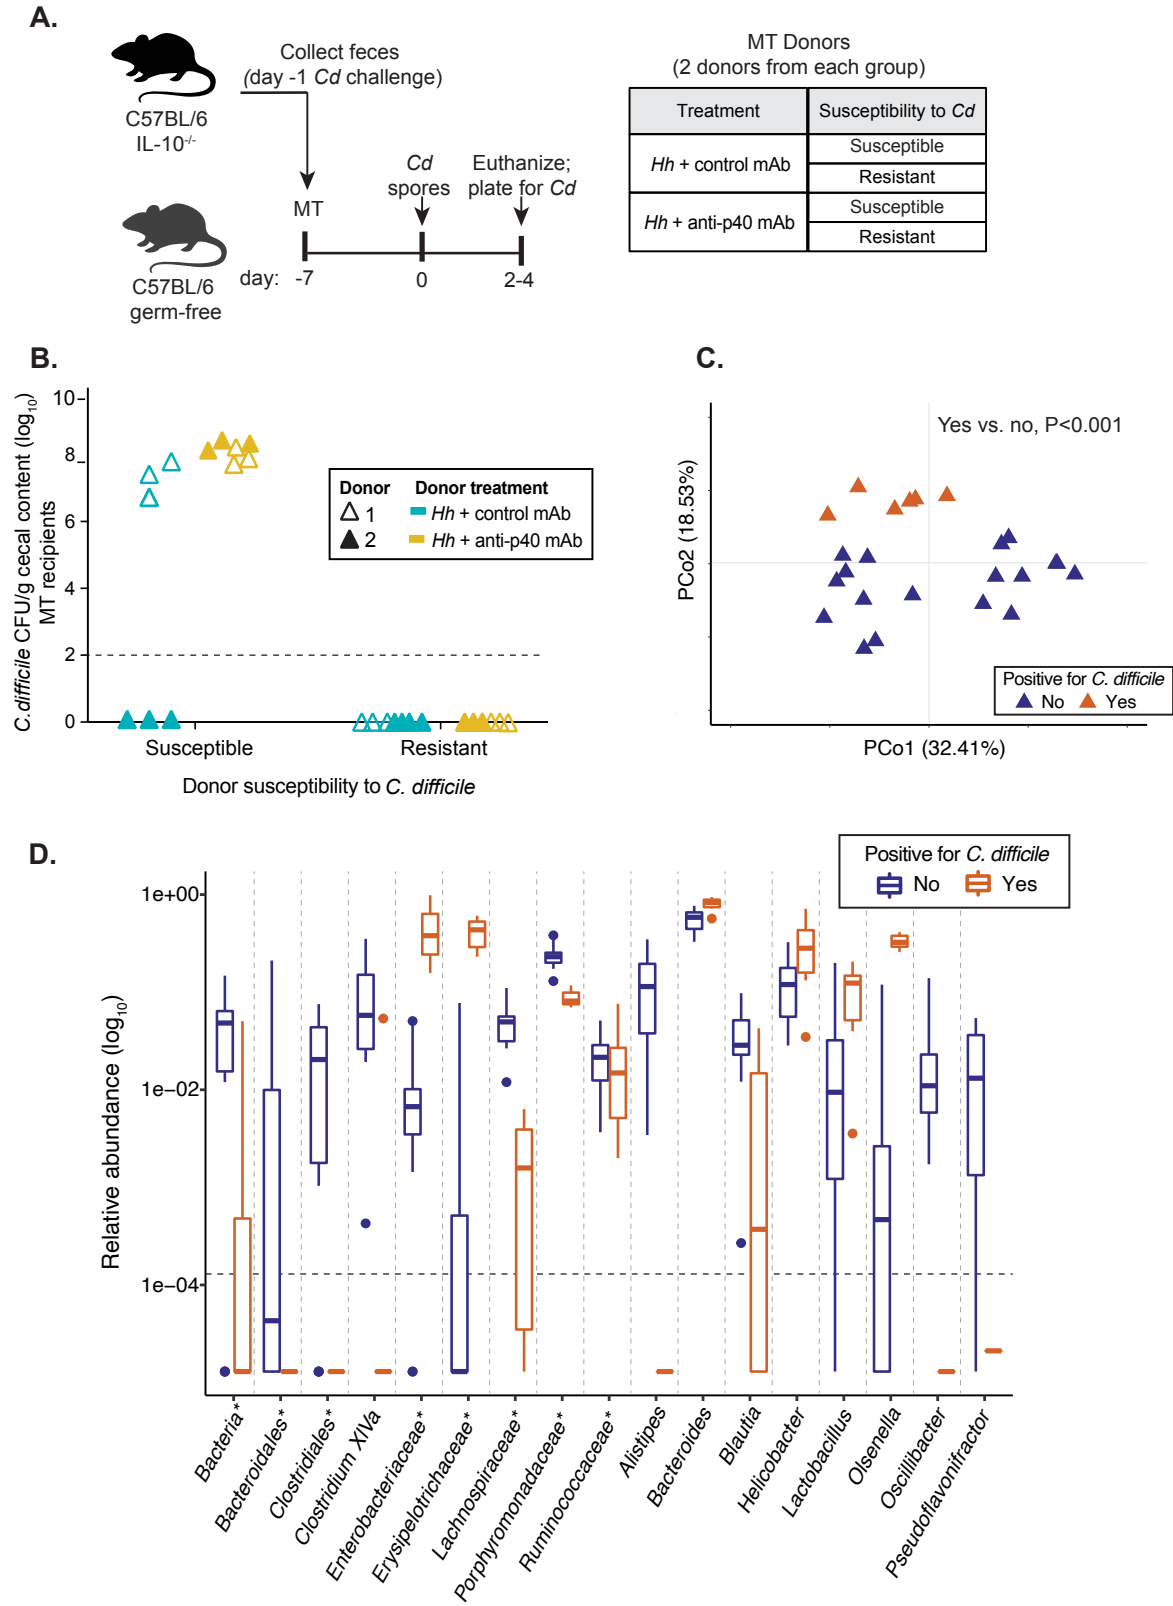 A.
Collect feces
(day -1 Cd challenge)
C57BL/6
IL-10-/-
MT
Cd
spores
Euthanize;
plate for Cd
C57BL/6
germ-free
day:
-7
0
2-4
MT Donors
(2 donors from each group)
Treatment
Susceptibility to Cd
Hh + control mAb
Susceptible
Resistant
Hh + anti-p40 mAb
Susceptible
Resistant
B.
C.difficile CFU/g cecal content (log10)
MT recipients
10
8
6
4
2
0
Donor
Donor treatment
1
Hh + control mAb
2
Hh + anti-p40 mAb
Susceptible
Resistant
Donor susceptibility to C. difficile
C.
Yes vs. no, P<0.001
PCo2 (18.53%)
Positive for C. difficile
No
Yes
PCo1 (32.41%)
D.
Positive for C. difficile
No
Yes
Relative abundance (log10)
1e+00
1e−02
1e−04
Bacteria*
Bacteroidales*
Clostridiales*
Clostridium XIVa
Enterobacteriaceae*
Erysipelotrichaceae*
Lachnospiraceae*
Porphyromonadaceae*
Ruminococcaceae*
Alistipes
Bacteroides
Blautia
Helicobacter
Lactobacillus
Olsenella
Oscillibacter
Pseudoflavonifractor